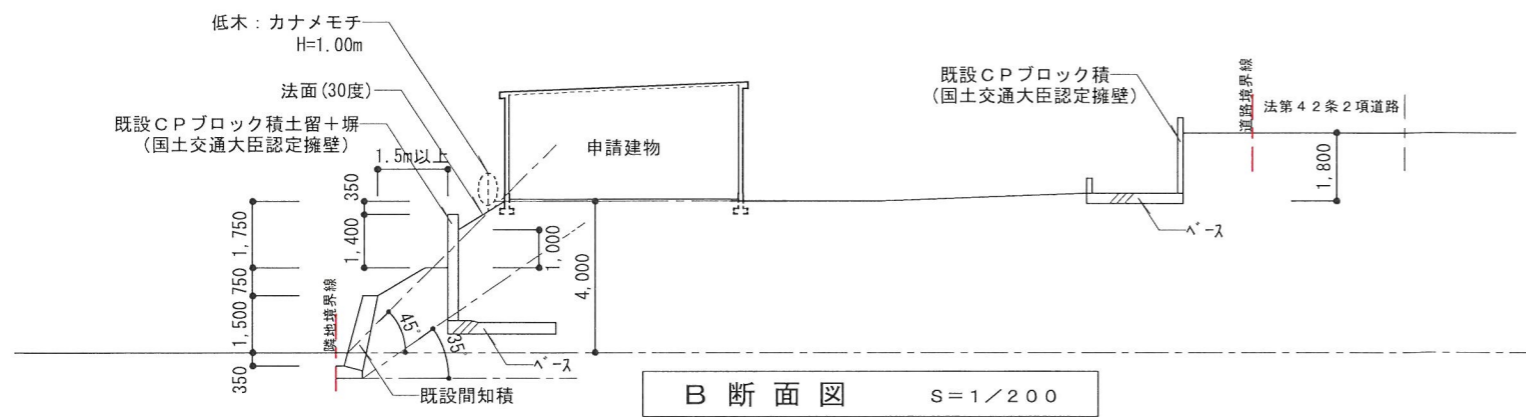 低木：カナメモチ
H=1.00m
法面(30度)
既設ＣＰブロック積土留＋塀
(国土交通大臣認定擁壁)
1.5m以上
申請建物
既設ＣＰブロック積
(国土交通大臣認定擁壁)
道路境界線
法第４２条２項道路
1,800
ベース
350
1,750
1,400
1,000
4,000
750
1,500
隣地境界線
45°
35°
350
ベース
既設間知積
Ｂ断面図 S=1／200